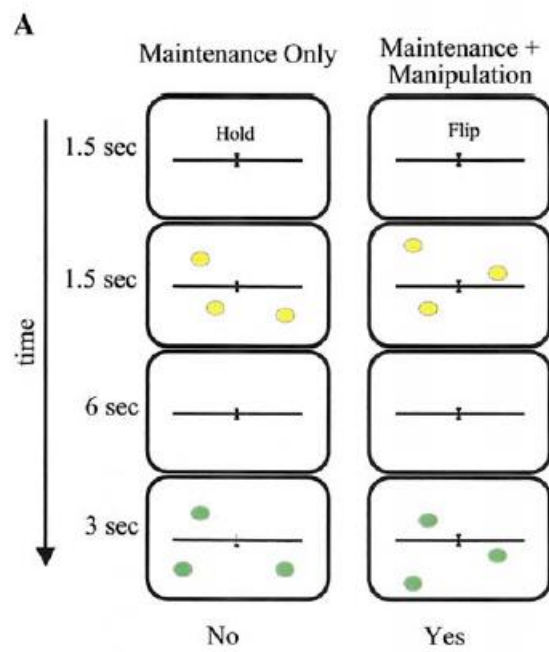 A
Maintenance Only
Maintenance +
Manipulation
1.5 sec
Hold
Flip
1.5 sec
time
6 sec
3 sec
No
Yes